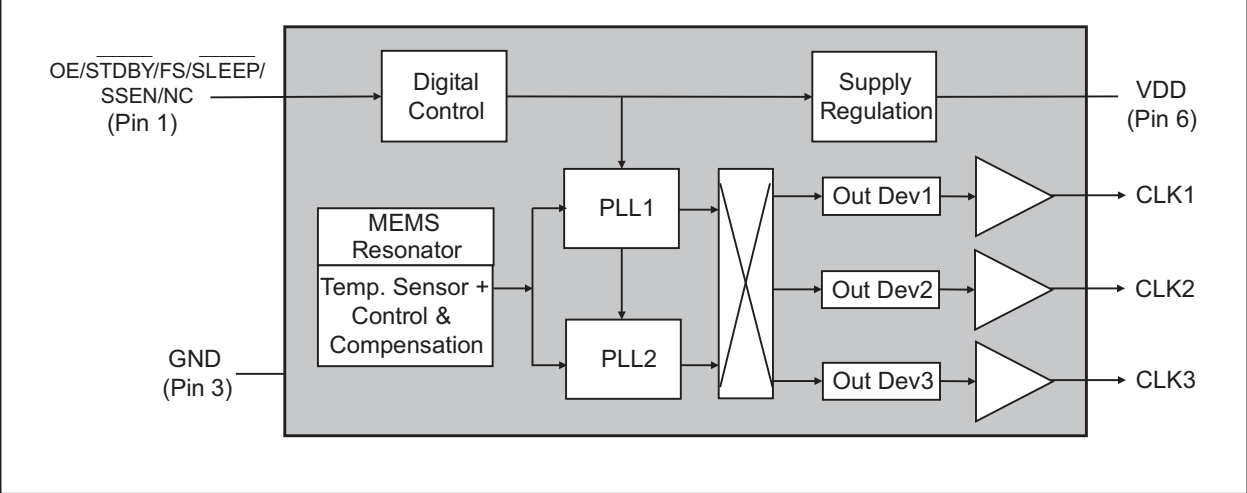 OE/STDBY/FS/SLEEP/
SSEN/NC
(Pin 1)
Digital
Control
Supply
Regulation
VDD
(Pin 6)
MEMS
Resonator
Temp. Sensor +
Control &
Compensation
PLL1
PLL2
Out Dev1
CLK1
Out Dev2
CLK2
Out Dev3
CLK3
GND
(Pin 3)